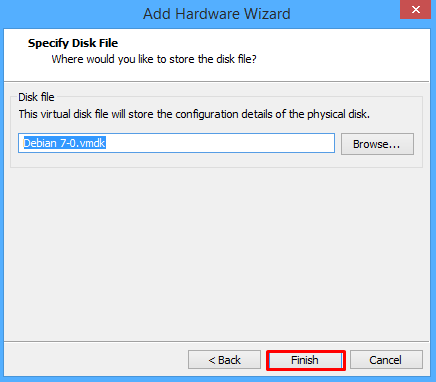 Add Hardware Wizard
Specify Disk File
Where would you like to store the disk file?
Disk file
This virtual disk file will store the configuration details of the physical disk.
Debian 7-0.vmdk
Browse...
< Back
Finish
Cancel